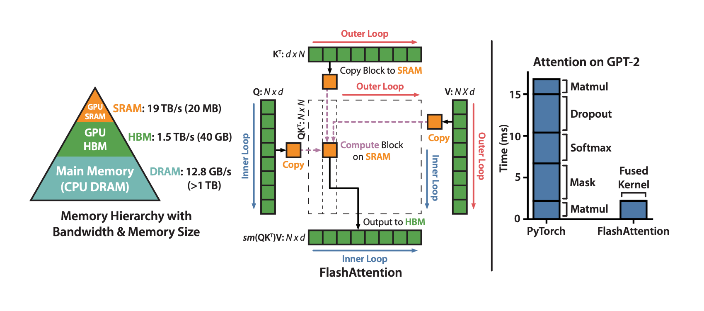 GPU
SRAM
GPU
HBM
Main Memory
(CPU DRAM)
SRAM: 19 TB/s (20 MB)
HBM: 1.5 TB/s (40 GB)
DRAM: 12.8 GB/s
(>1 TB)
Memory Hierarchy with
Bandwidth & Memory Size
Outer Loop
Kᵀ: d x N
Copy Block to SRAM
Outer Loop
Q: N x d
V: N X d
QKᵀ: N x N
Copy
Compute Block
on SRAM
Copy
Inner Loop
Inner Loop
Outer Loop
Output to HBM
sm(QKᵀ)V: N x d
Inner Loop
FlashAttention
Attention on GPT-2
Time (ms)
15
10
5
0
Matmul
Dropout
Softmax
Mask
Matmul
Fused
Kernel
PyTorch
FlashAttention